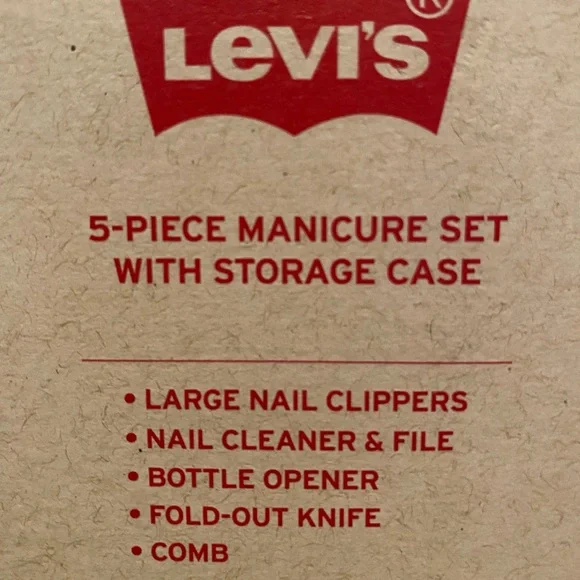 LEVI'S ®
5-PIECE MANICURE SET
WITH STORAGE CASE
• LARGE NAIL CLIPPERS
• NAIL CLEANER & FILE
• BOTTLE OPENER
• FOLD-OUT KNIFE
• COMB